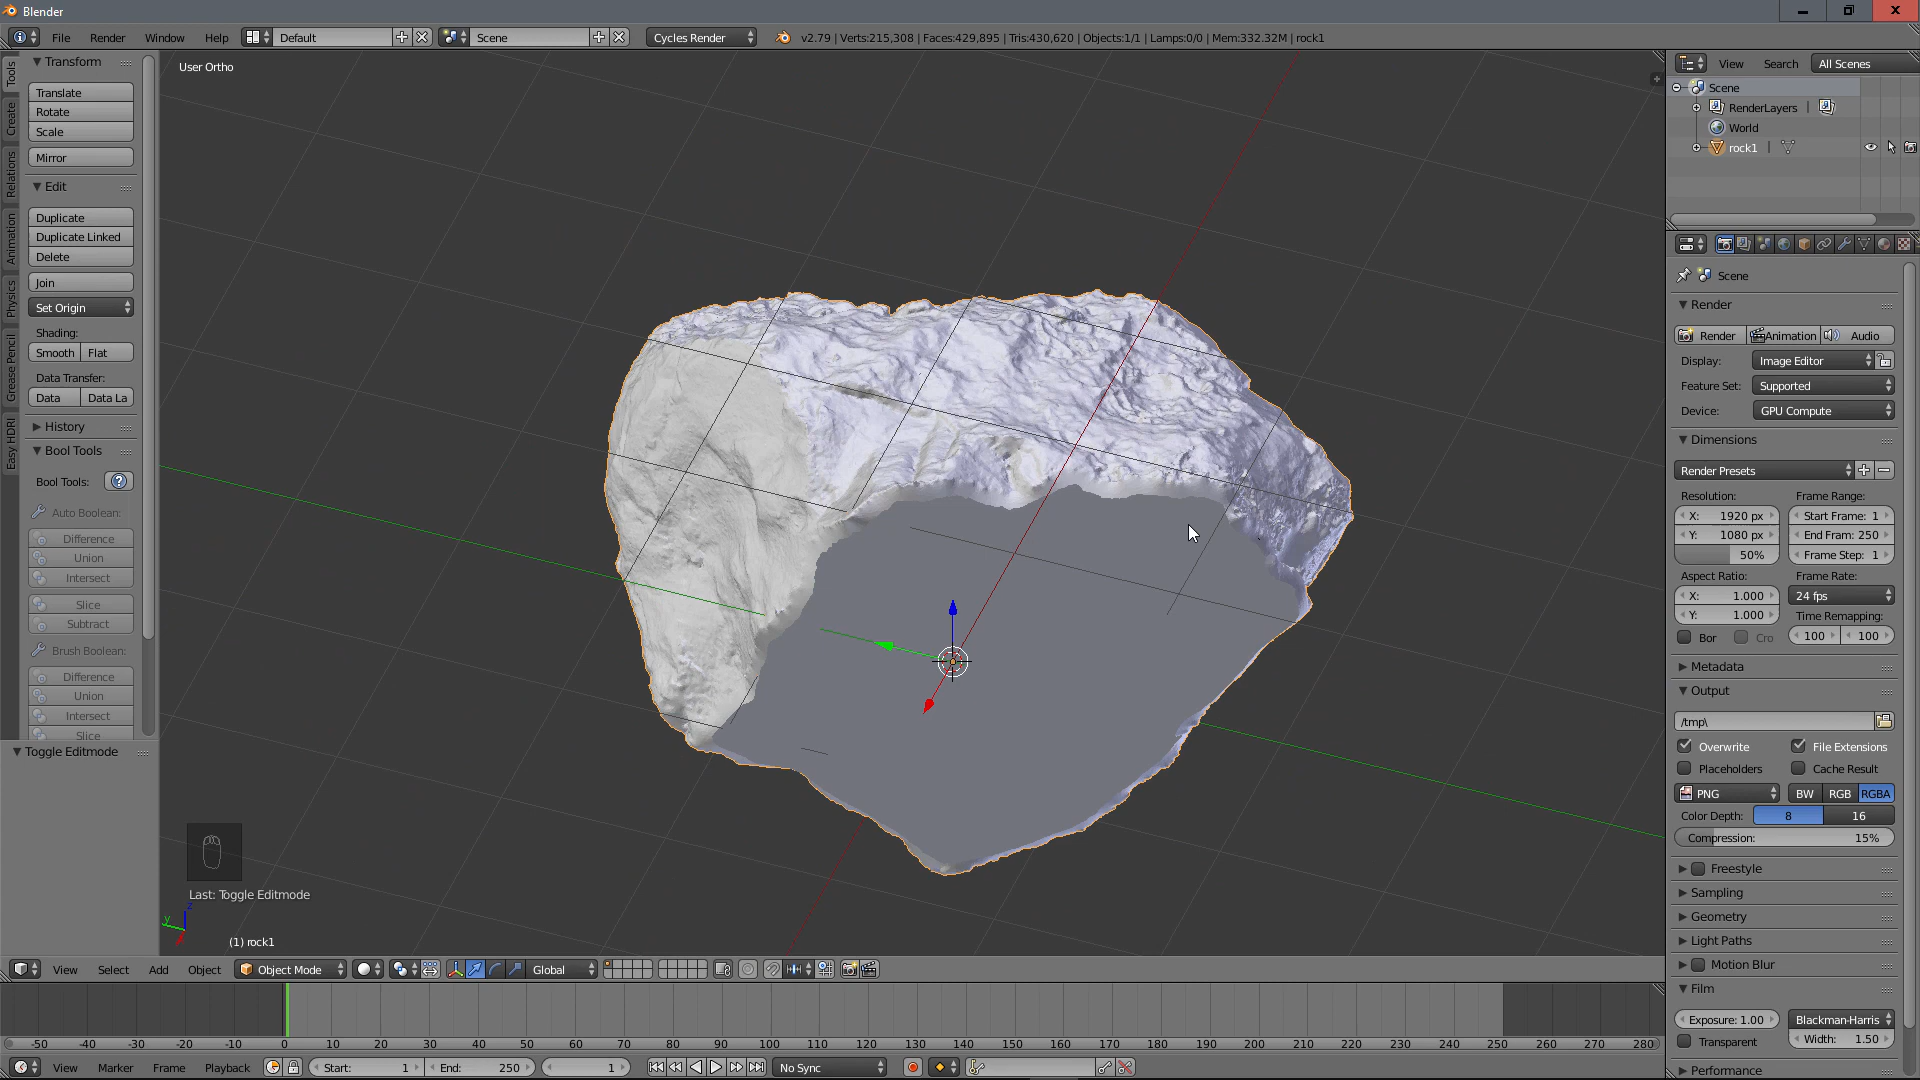 Blender
File Render Window Help Default Scene Cycles Render v2.79 | Verts:215,308 | Faces:429,895 | Tris:430,620 | Objects:1/1 | Lamps:0/0 | Mem:332.32M | rock1
Tools
Create
Relations
Animation
Physics
Grease Pencil
Easy HDRI
Transform
Translate
Rotate
Scale
Mirror
Edit
Duplicate
Duplicate Linked
Delete
Join
Set Origin
Shading:
Smooth Flat
Data Transfer:
Data Data La
History
Bool Tools
Bool Tools:
Auto Boolean:
Difference
Union
Intersect
Slice
Subtract
Brush Boolean:
Difference
Union
Intersect
Slice
Toggle Editmode
User Ortho
Last: Toggle Editmode
z
y
(1) rock1
View Select Add Object Object Mode Global
-50 -40 -30 -20 -10 0 10 20 30 40 50 60 70 80 90 100 110 120 130 140 150 160 170 180 190 200 210 220 230 240 250 260 270 280
View Marker Frame Playback Start: 1 End: 250 1 No Sync
View Search All Scenes
Scene
RenderLayers |
World
rock1 |
Scene
Render
Render Animation Audio
Display: Image Editor
Feature Set: Supported
Device: GPU Compute
Dimensions
Render Presets
Resolution: Frame Range:
X: 1920 px Start Frame: 1
Y: 1080 px End Fram: 250
50% Frame Step: 1
Aspect Ratio: Frame Rate:
X: 1.000 24 fps
Y: 1.000 Time Remapping:
Bor Cro 100 100
Metadata
Output
/tmp\
Overwrite File Extensions
Placeholders Cache Result
PNG BW RGB RGBA
Color Depth: 8 16
Compression: 15%
Freestyle
Sampling
Geometry
Light Paths
Motion Blur
Film
Exposure: 1.00 Blackman-Harris
Transparent Width: 1.50
Performance